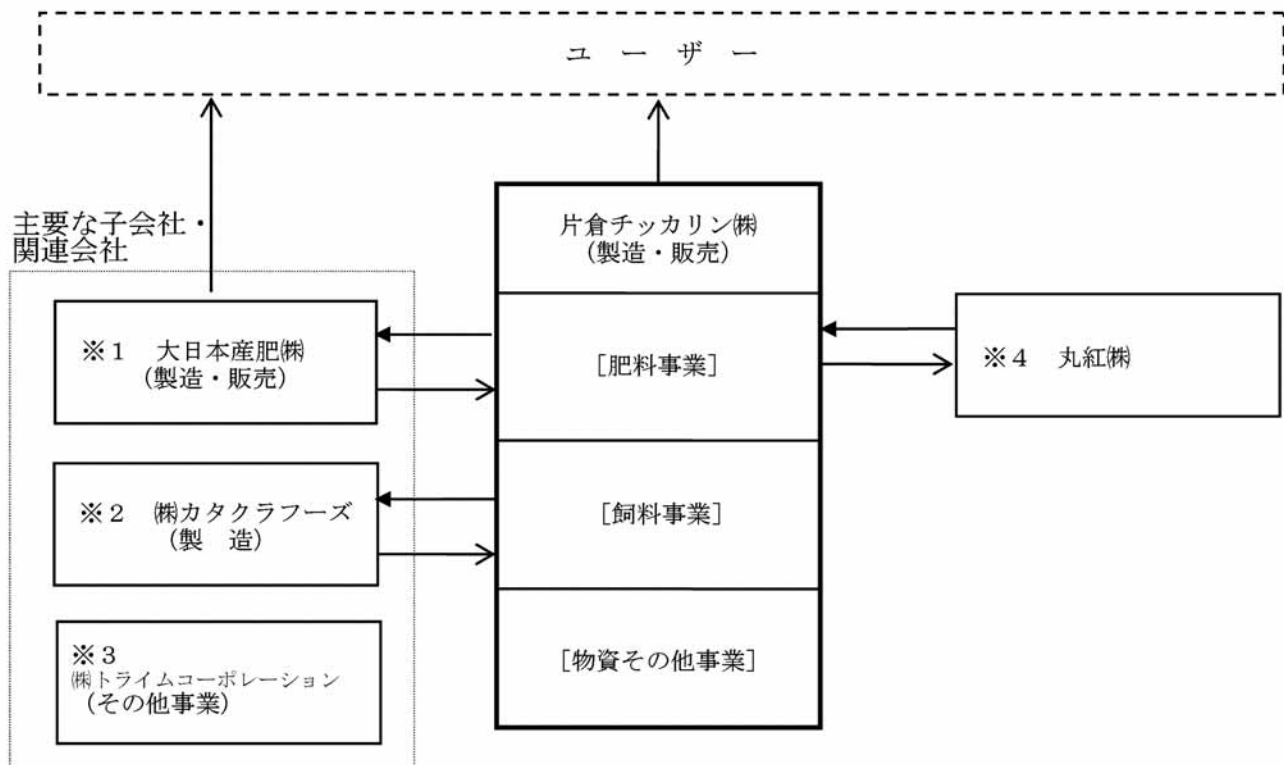 ユ ー ザ ー
主要な子会社・
関連会社
片倉チッカリン㈱
(製造・販売)
※1 大日本産肥㈱
(製造・販売)
[肥料事業]
※4 丸紅㈱
※2 ㈱カタクラフーズ
(製 造)
[飼料事業]
※3
㈱トライムコーポレーション
(その他事業)
[物資その他事業]